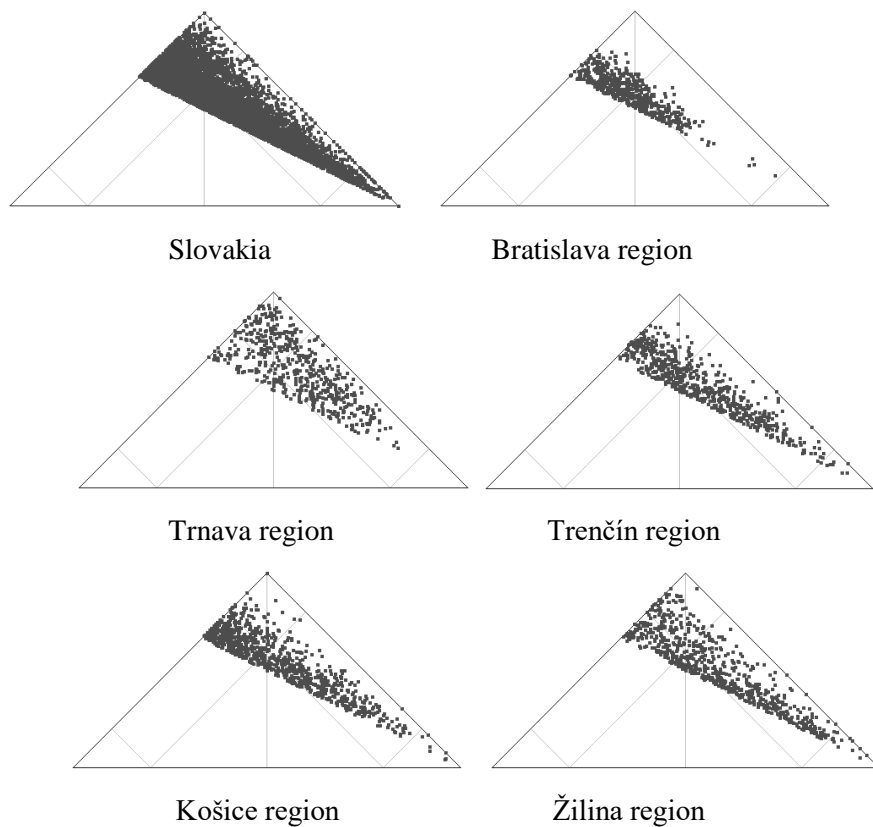 Slovakia
Bratislava region
Trnava region
Trenčín region
Košice region
Žilina region